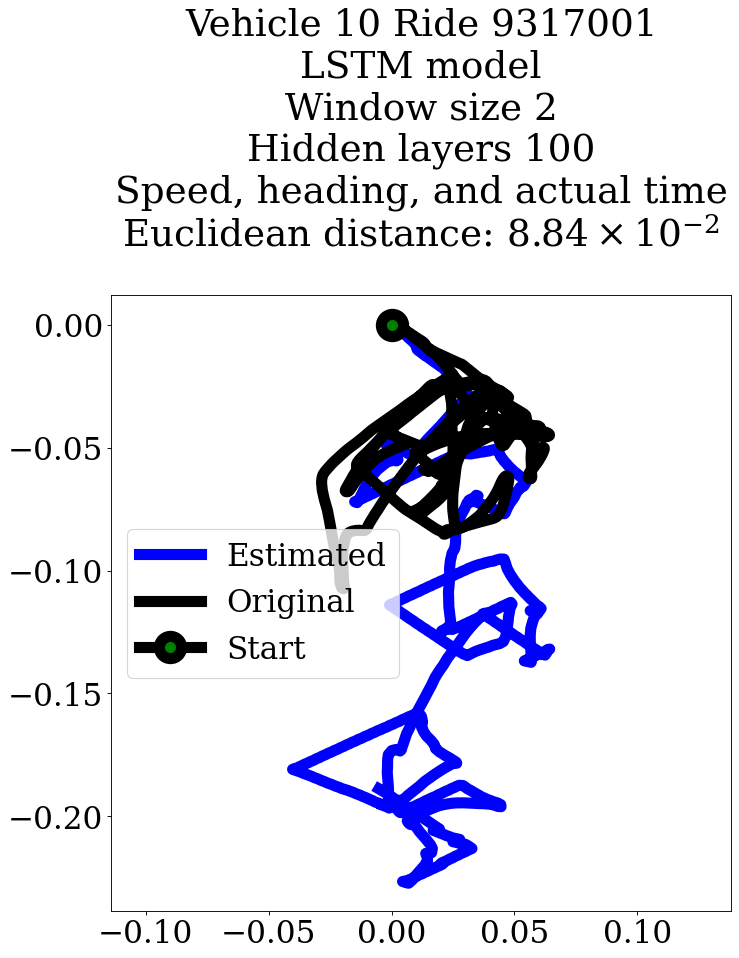 Vehicle 10 Ride 9317001
LSTM model
Window size 2
Hidden layers 100
Speed, heading, and actual time
Euclidean distance: 8.84 × 10⁻²
0.00
−0.05
−0.10
−0.15
−0.20
Estimated
Original
Start
−0.10 −0.05 0.00 0.05 0.10